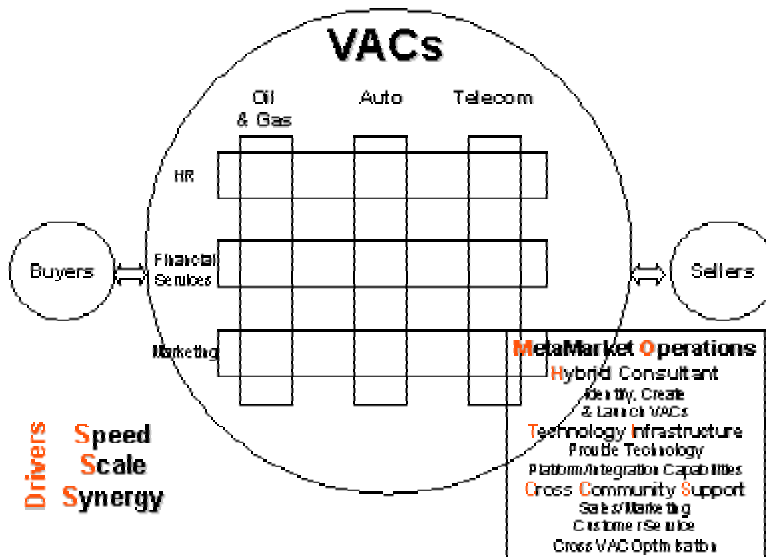 VACs
Oil
& Gas
Auto
Telecom
HR
Financial
Services
Marketing
Buyers
Sellers
Drivers
Speed
Scale
Synergy
MetaMarket Operations
Hybrid Consultant
Identify, Create
& Launch VACs
Technology Infrastructure
Provide Technology
Platform/Integration Capabilities
Cross Community Support
Sales/Marketing
Customer Service
Cross VAC Optimization